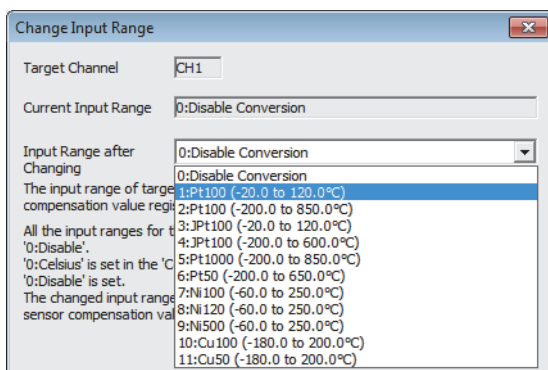 Change Input Range
Target Channel CH1
Current Input Range 0:Disable Conversion
Input Range after Changing 0:Disable Conversion
0:Disable Conversion
1:Pt100 (-20.0 to 120.0℃)
2:Pt100 (-200.0 to 850.0℃)
3:JPt100 (-20.0 to 120.0℃)
4:JPt100 (-200.0 to 600.0℃)
5:Pt1000 (-200.0 to 850.0℃)
6:Pt50 (-200.0 to 650.0℃)
7:Ni100 (-60.0 to 250.0℃)
8:Ni120 (-60.0 to 250.0℃)
9:Ni500 (-60.0 to 250.0℃)
10:Cu100 (-180.0 to 200.0℃)
11:Cu50 (-180.0 to 200.0℃)
The input range of
compensation value
All the input ranges for
'0:Disable'.
'0:Celsius' is set in the
'0:Disable' is set.
The changed input
sensor compensation